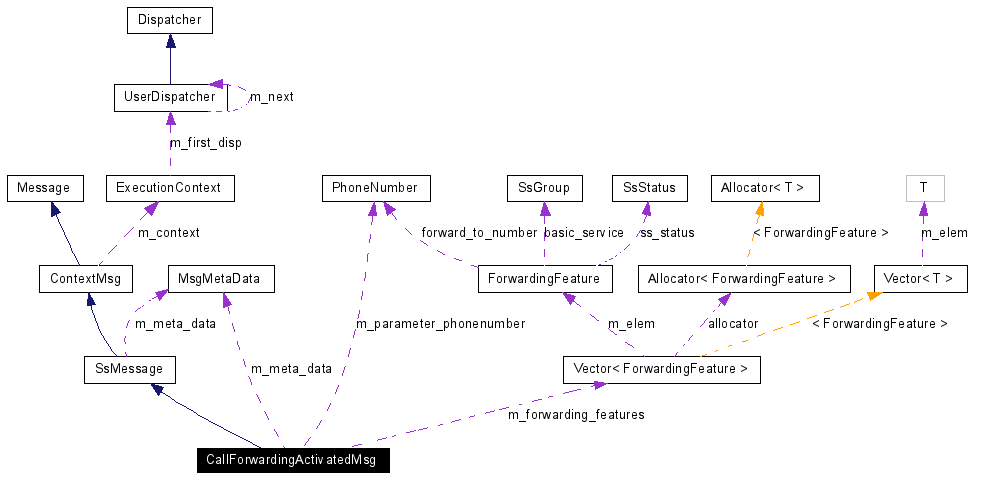 Dispatcher
UserDispatcher
m_next
m_first_disp
Message
ExecutionContext
PhoneNumber
SsGroup
SsStatus
Allocator< T >
T
m_context
forward_to_number
basic_service
ss_status
< ForwardingFeature >
m_elem
ContextMsg
MsgMetaData
ForwardingFeature
Allocator< ForwardingFeature >
Vector< T >
m_meta_data
m_parameter_phonenumber
m_elem
allocator
< ForwardingFeature >
SsMessage
m_meta_data
Vector< ForwardingFeature >
m_forwarding_features
CallForwardingActivatedMsg